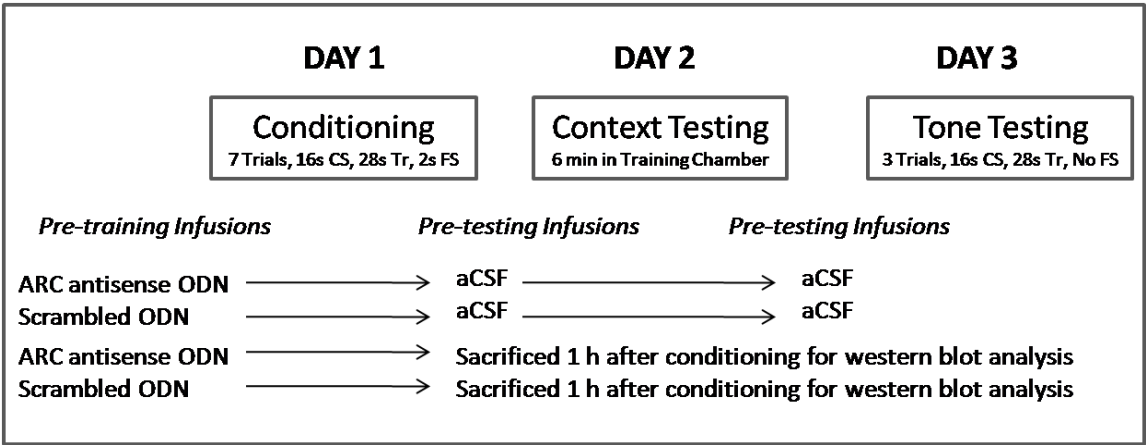 DAY 1 DAY 2 DAY 3
Conditioning Context Testing Tone Testing
7 Trials, 16s CS, 28s Tr, 2s FS 6 min in Training Chamber 3 Trials, 16s CS, 28s Tr, No FS
Pre-training Infusions Pre-testing Infusions Pre-testing Infusions
ARC antisense ODN aCSF aCSF
Scrambled ODN aCSF aCSF
ARC antisense ODN Sacrificed 1 h after conditioning for western blot analysis
Scrambled ODN Sacrificed 1 h after conditioning for western blot analysis